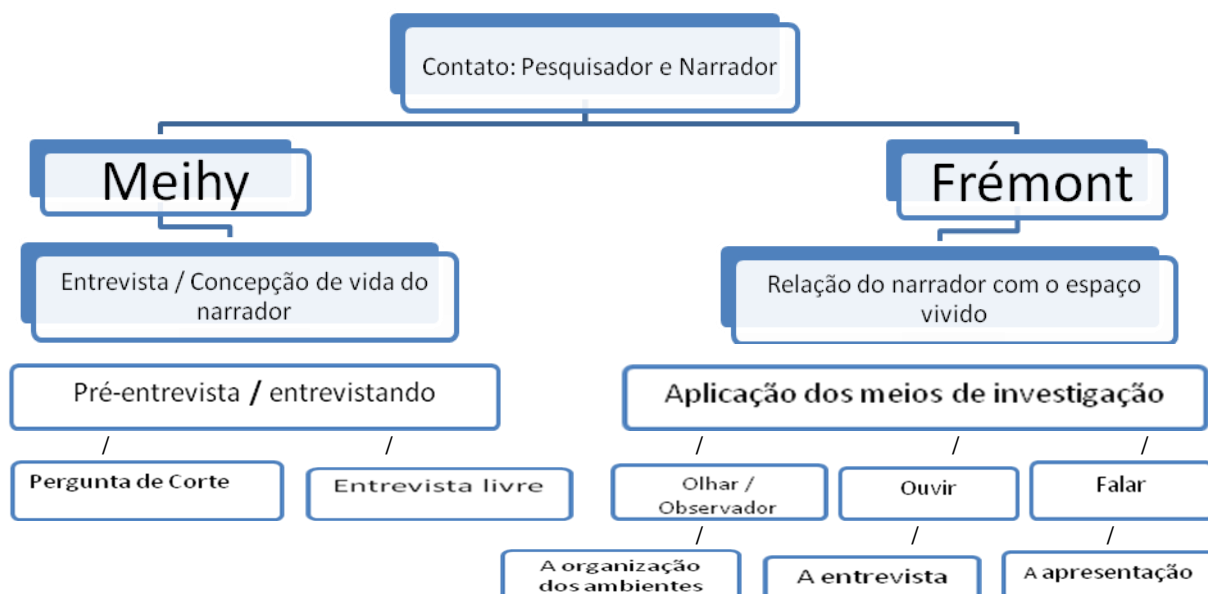 Contato: Pesquisador e Narrador
Meihy
Frémont
Entrevista / Concepção de vida do
narrador
Relação do narrador com o espaço
vivido
Pré-entrevista / entrevistando
Aplicação dos meios de investigação
/ / / / /
Pergunta de Corte
Entrevista livre
Olhar /
Observador
Ouvir
Falar
/ / /
A organização
dos ambientes
A entrevista
A apresentação